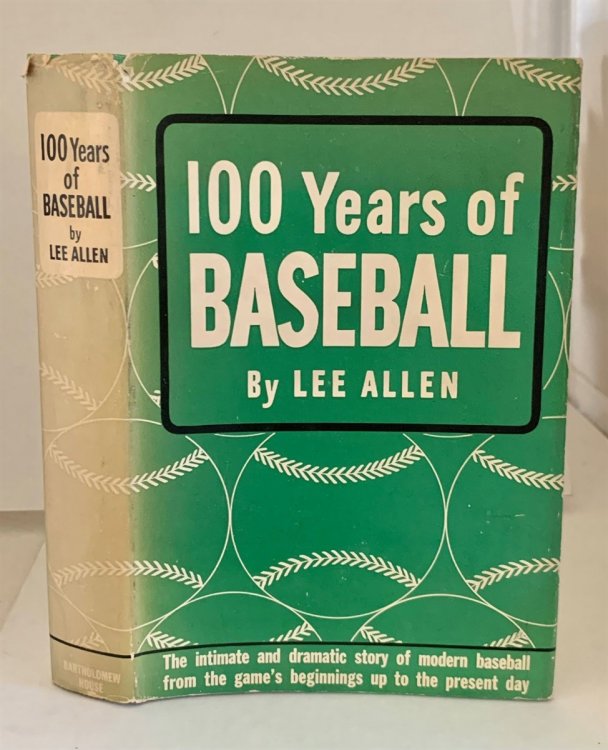 100 Years
of
BASEBALL
by
LEE ALLEN
BARTHOLOMEW
HOUSE
100 Years of
BASEBALL
By LEE ALLEN
The intimate and dramatic story of modern baseball
from the game's beginnings up to the present day